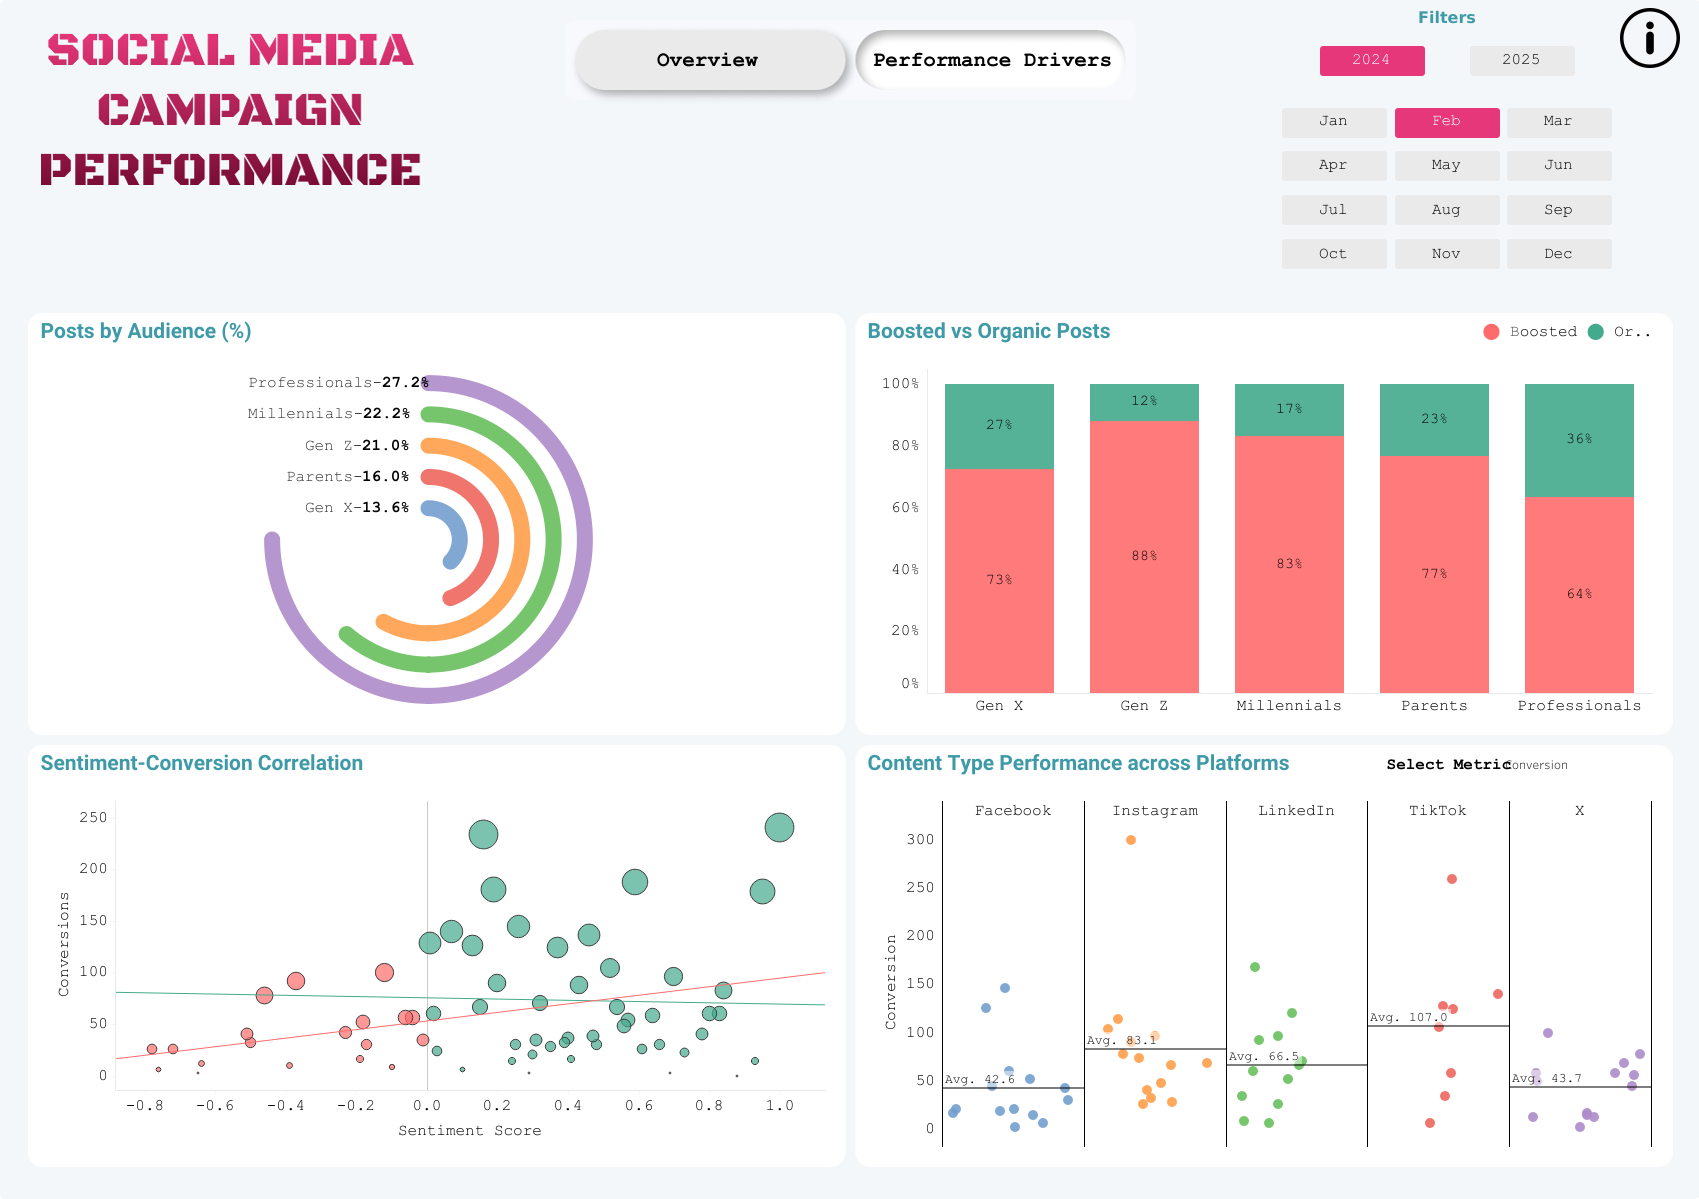 SOCIAL MEDIA
CAMPAIGN
PERFORMANCE
Overview
Performance Drivers
Filters
2024
2025
Jan
Feb
Mar
Apr
May
Jun
Jul
Aug
Sep
Oct
Nov
Dec
Posts by Audience (%)
Professionals-27.2%
Millennials-22.2%
Gen Z-21.0%
Parents-16.0%
Gen X-13.6%
Boosted vs Organic Posts
Boosted
Or..
100%
80%
60%
40%
20%
0%
27%
12%
17%
23%
36%
73%
88%
83%
77%
64%
Gen X
Gen Z
Millennials
Parents
Professionals
Sentiment-Conversion Correlation
Conversions
250
200
150
100
50
0
-0.8
-0.6
-0.4
-0.2
0.0
0.2
0.4
0.6
0.8
1.0
Sentiment Score
Content Type Performance across Platforms
Select Metric
Conversion
Facebook
Instagram
LinkedIn
TikTok
X
Conversion
300
250
200
150
100
50
0
Avg. 42.6
Avg. 83.1
Avg. 66.5
Avg. 107.0
Avg. 43.7